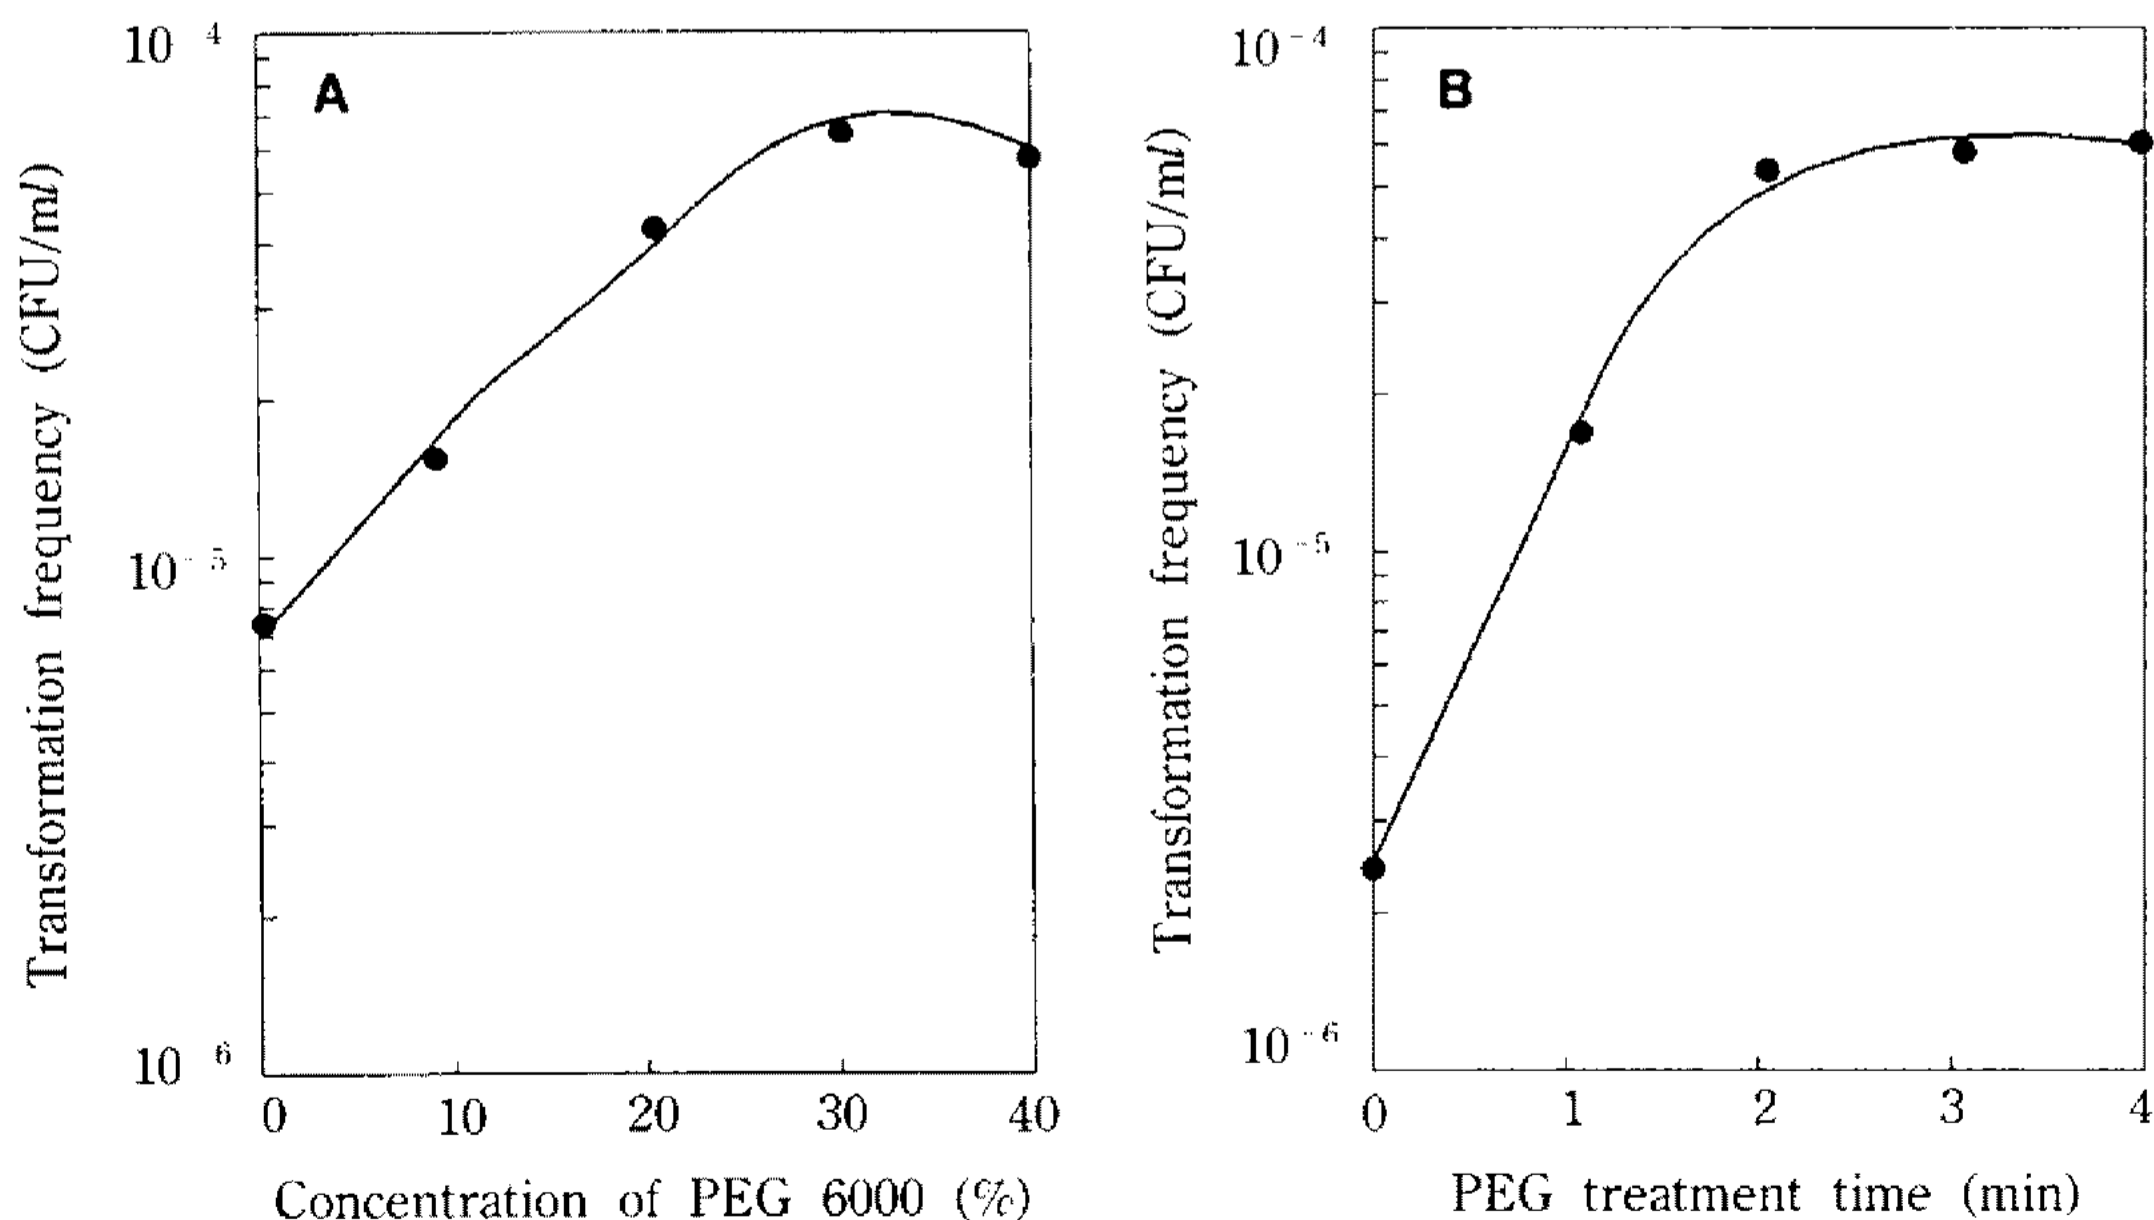 A
Transformation frequency (CFU/ml)
10 4
10-5
10 6
0 10 20 30 40
Concentration of PEG 6000 (%)
B
Transformation frequency (CFU/ml)
10-4
10-5
10-6
0 1 2 3 4
PEG treatment time (min)